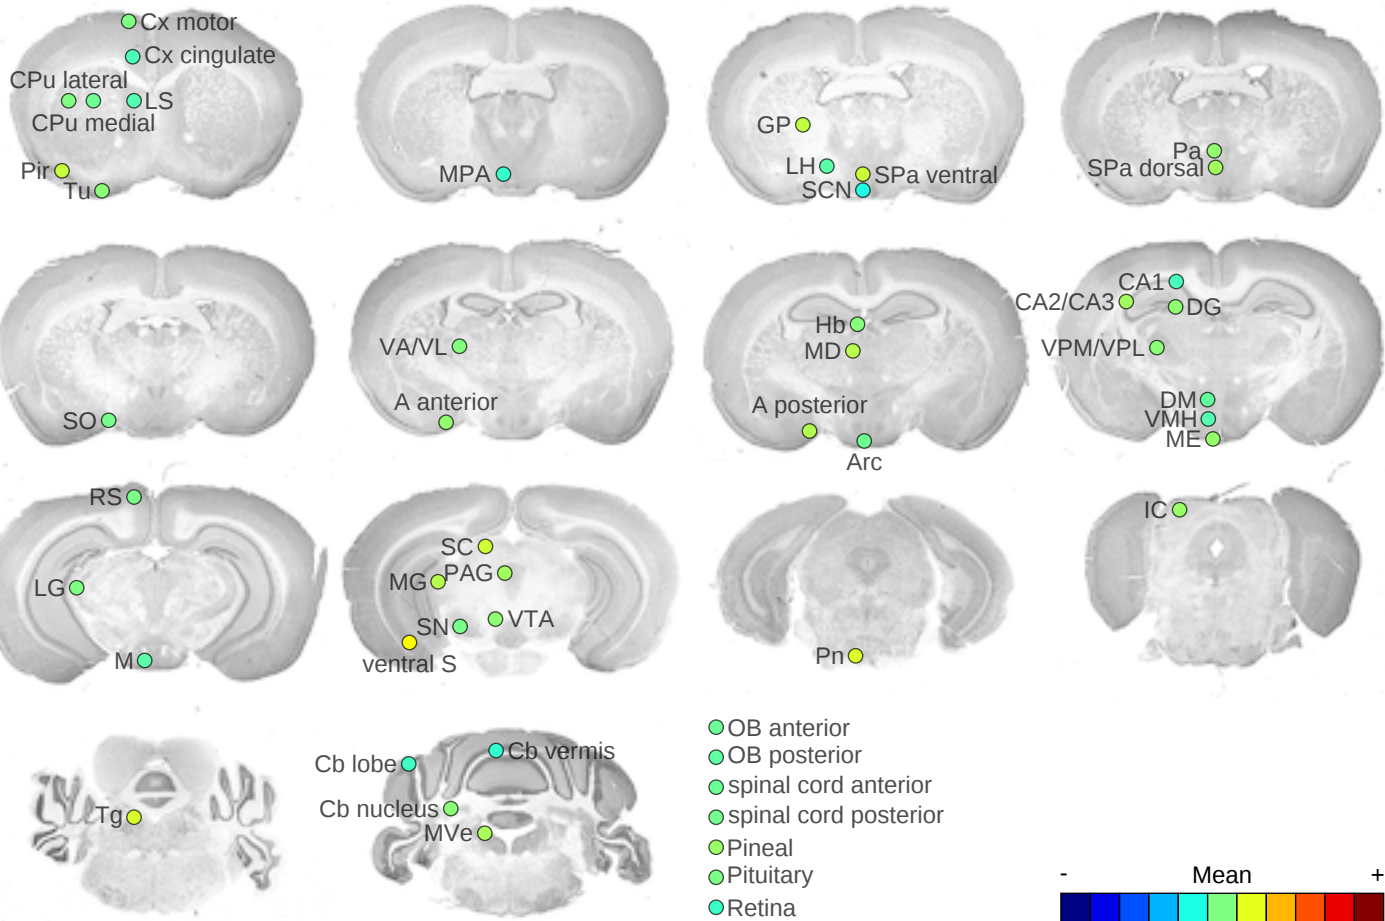 Cx motor
Cx cingulate
CPu lateral
LS
CPu medial
Pir
Tu
MPA
GP
LH
SPa ventral
SCN
Pa
SPa dorsal
SO
VA/VL
A anterior
Hb
MD
A posterior
Arc
CA1
CA2/CA3
DG
VPM/VPL
DM
VMH
ME
RS
LG
M
SC
MG
PAG
SN
VTA
ventral S
Pn
IC
Tg
Cb lobe
Cb vermis
Cb nucleus
MVe
OB anterior
OB posterior
spinal cord anterior
spinal cord posterior
Pineal
Pituitary
Retina
- Mean +